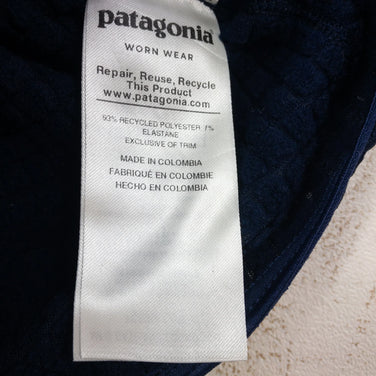 patagonia
WORN WEAR
Repair, Reuse, Recycle
This Product
www.patagonia.com
93% RECYCLED POLYESTER 7%
ELASTANE
EXCLUSIVE OF TRIM
MADE IN COLOMBIA
FABRIQUÉ EN COLOMBIE
HECHO EN COLOMBIA